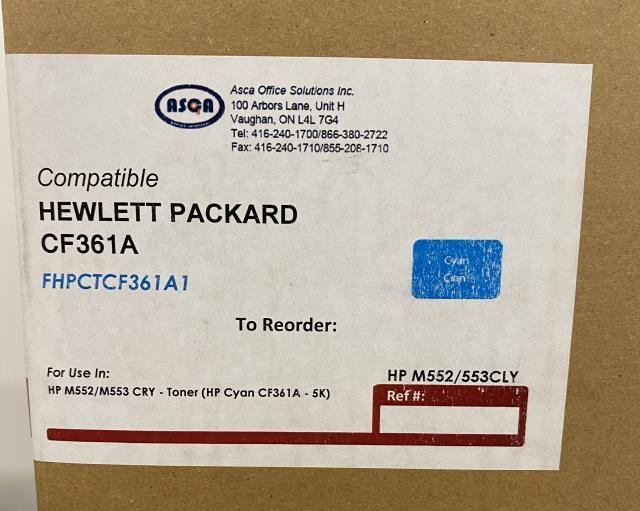 ASCA
Asca Office Solutions Inc.
100 Arbors Lane, Unit H
Vaughan, ON L4L 7G4
Tel: 416-240-1700/866-380-2722
Fax: 416-240-1710/855-208-1710
Compatible
HEWLETT PACKARD
CF361A
FHPCTCF361A1
Cyan
Cian
To Reorder:
For Use In:
HP M552/553CLY
HP M552/M553 CRY - Toner (HP Cyan CF361A - 5K)
Ref #: